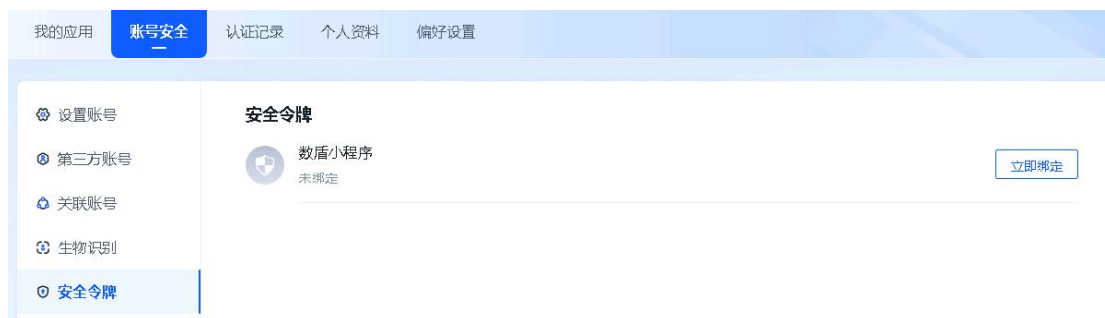 我的应用 账号安全 认证记录 个人资料 偏好设置
设置账号
第三方账号
关联账号
生物识别
安全令牌
安全令牌
数盾小程序
未绑定
立即绑定